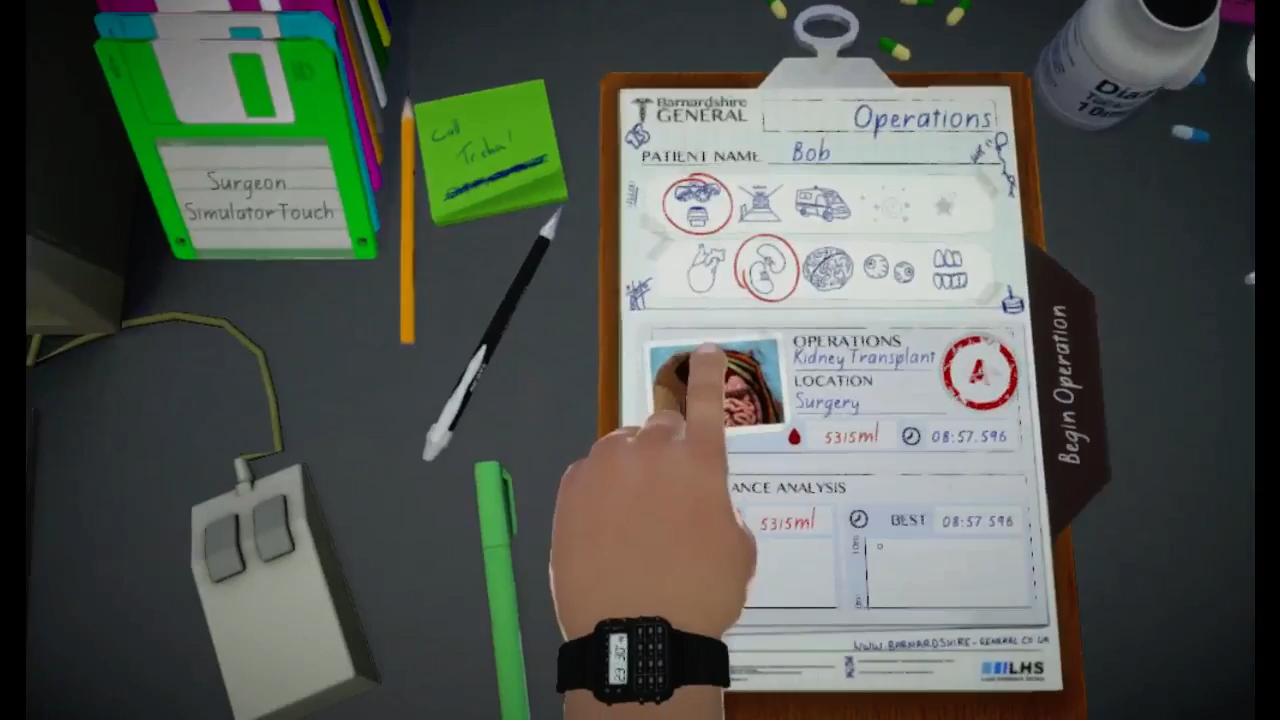 Surgeon
Simulator Touch
Call
Trisha!
Barnardshire
GENERAL
Operations
PATIENT NAME Bob
OPERATIONS
Kidney Transplant
LOCATION
Surgery
A
5315ml 08:57.596
ANCE ANALYSIS
5315ml BEST 08:57 596
WWW.BARNARDSHIRE-GENERAL.CO.UK
LHS
Begin Operation